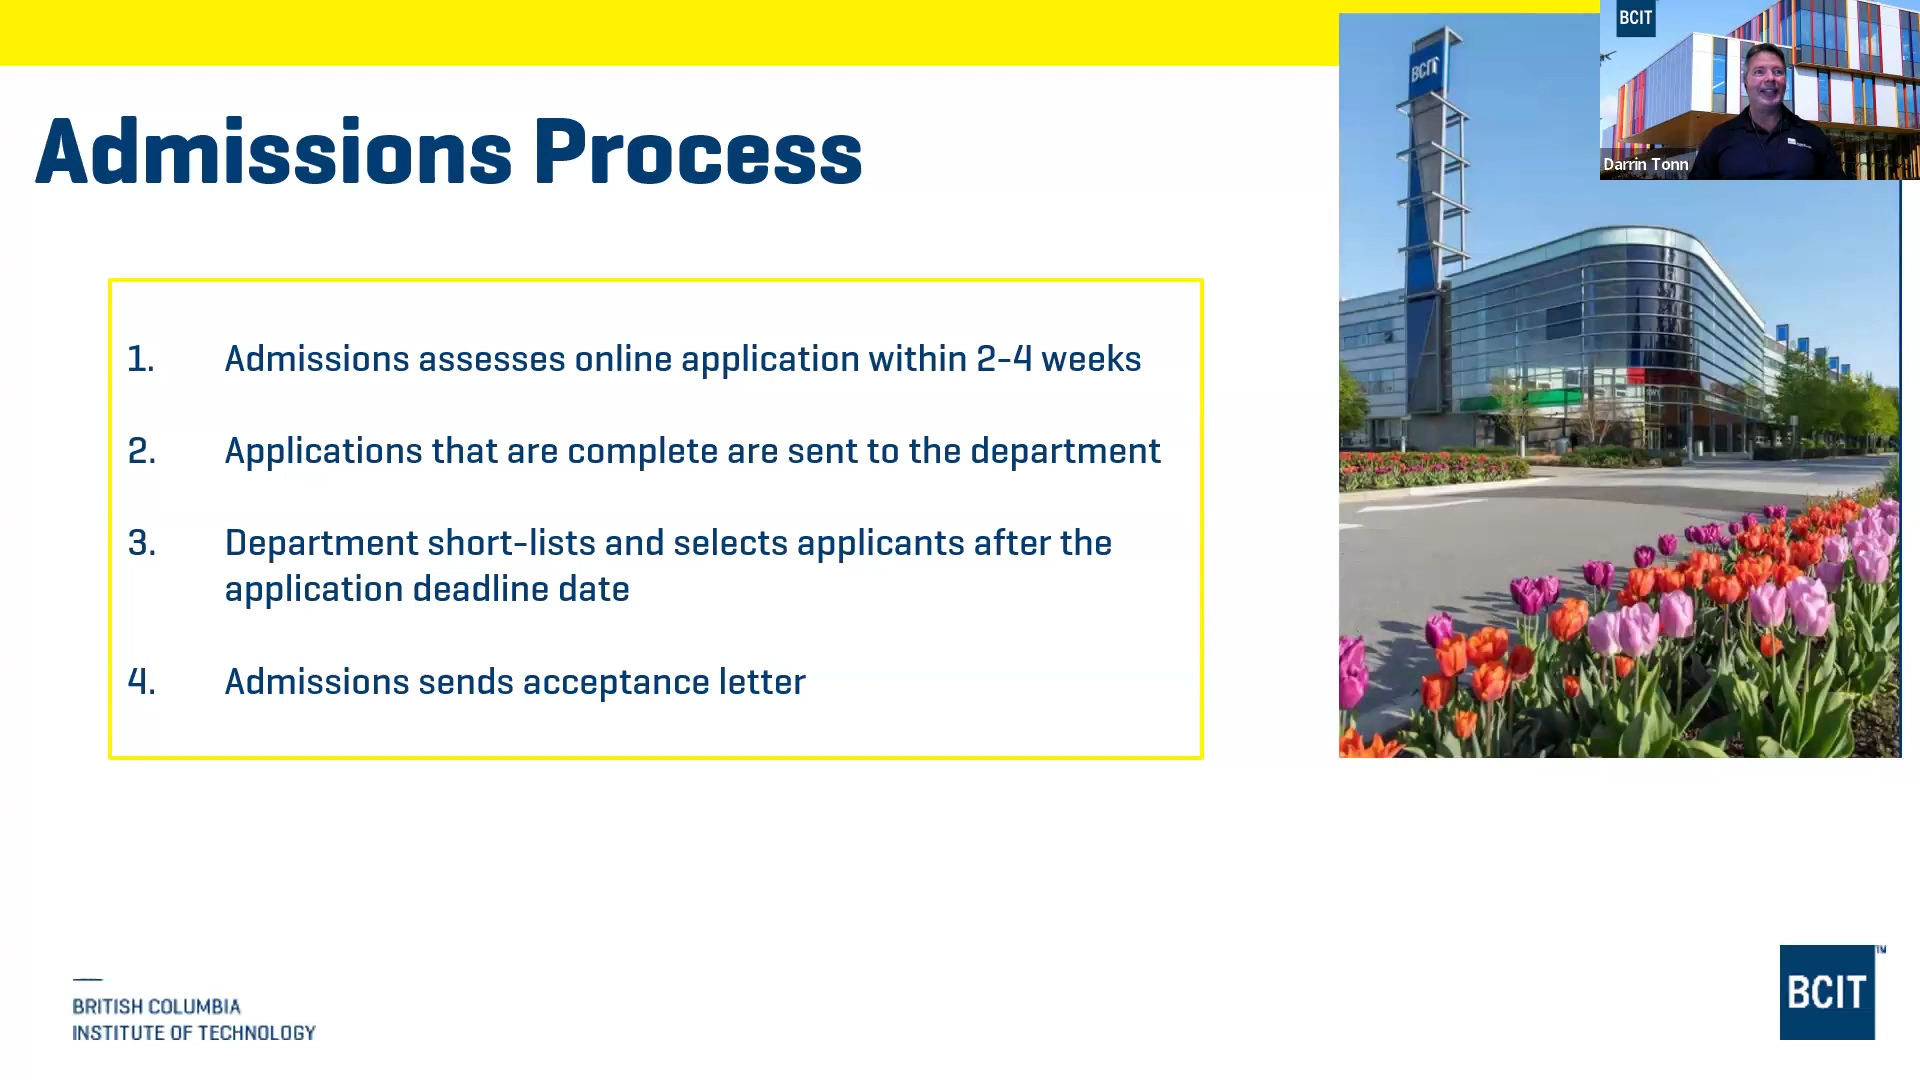 Admissions Process
1. Admissions assesses online application within 2-4 weeks
2. Applications that are complete are sent to the department
3. Department short-lists and selects applicants after the
application deadline date
4. Admissions sends acceptance letter
BCIT
BCIT
Darrin Tonn
BRITISH COLUMBIA
INSTITUTE OF TECHNOLOGY
BCIT™